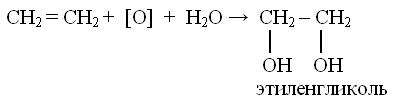 CH₂ = CH₂ + [O] + H₂O → CH₂ – CH₂
| |
OH OH
этиленгликоль